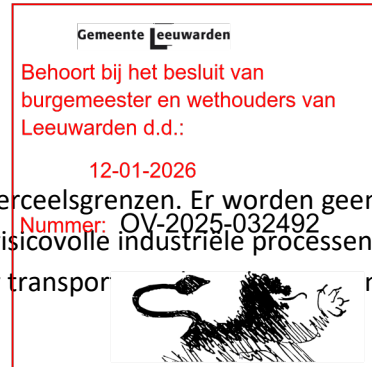 Gemeente Leeuwarden
Behoort bij het besluit van
burgemeester en wethouders van
Leeuwarden d.d.:
12-01-2026
erceelsgrenzen. Er worden geen
Nummer: OV-2025-032492
isicovolle industriële processen
transpor